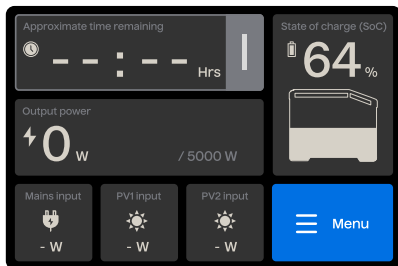 Approximate time remaining
--:-- Hrs
State of charge (SoC)
64%
Output power
0 W
/ 5000 W
Mains input
- W
PV1 input
- W
PV2 input
- W
Menu